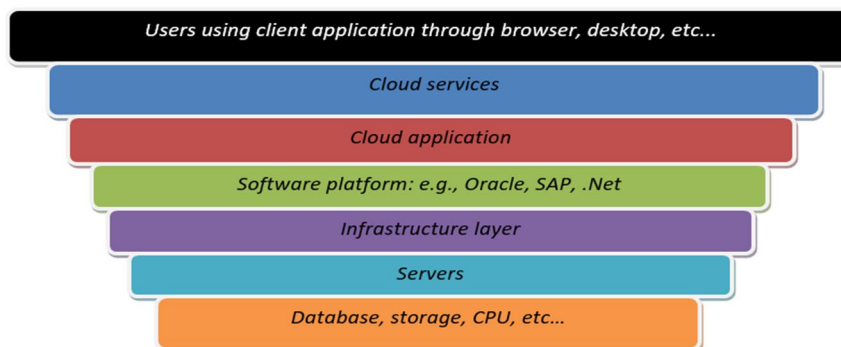 Users using client application through browser, desktop, etc...
Cloud services
Cloud application
Software platform: e.g., Oracle, SAP, .Net
Infrastructure layer
Servers
Database, storage, CPU, etc...